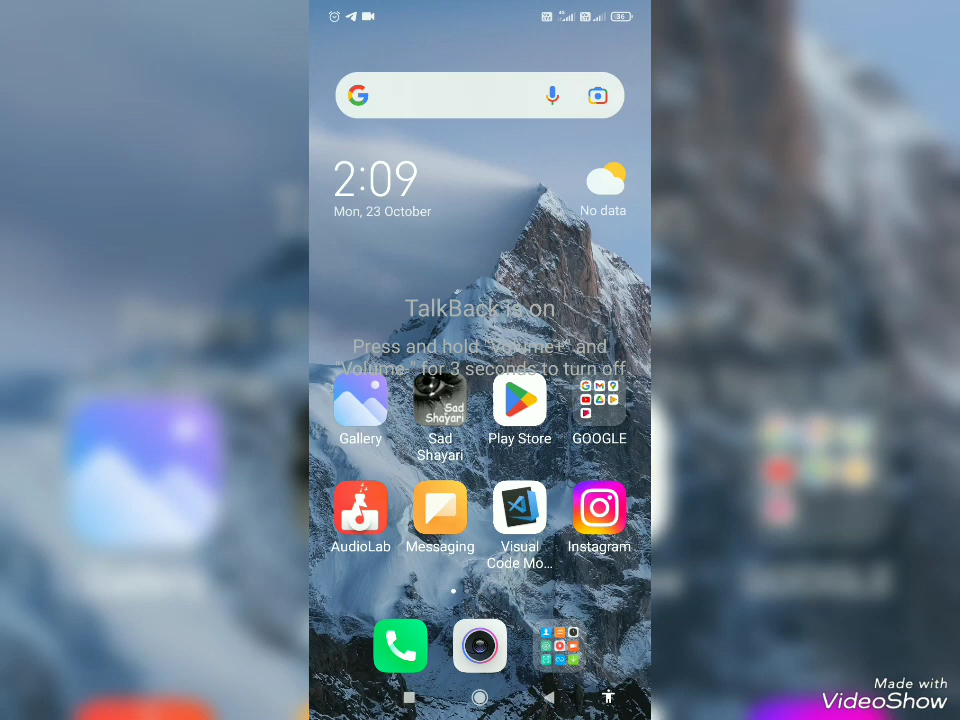 4G
36
2:09
Mon, 23 October
No data
TalkBack is on
Press and hold "Volume+" and
"Volume-" for 3 seconds to turn off.
Sad
Shayari
Gallery
Sad
Shayari
Play Store
GOOGLE
AudioLab
Messaging
Visual
Code Mo...
Instagram
Made with
VideoShow